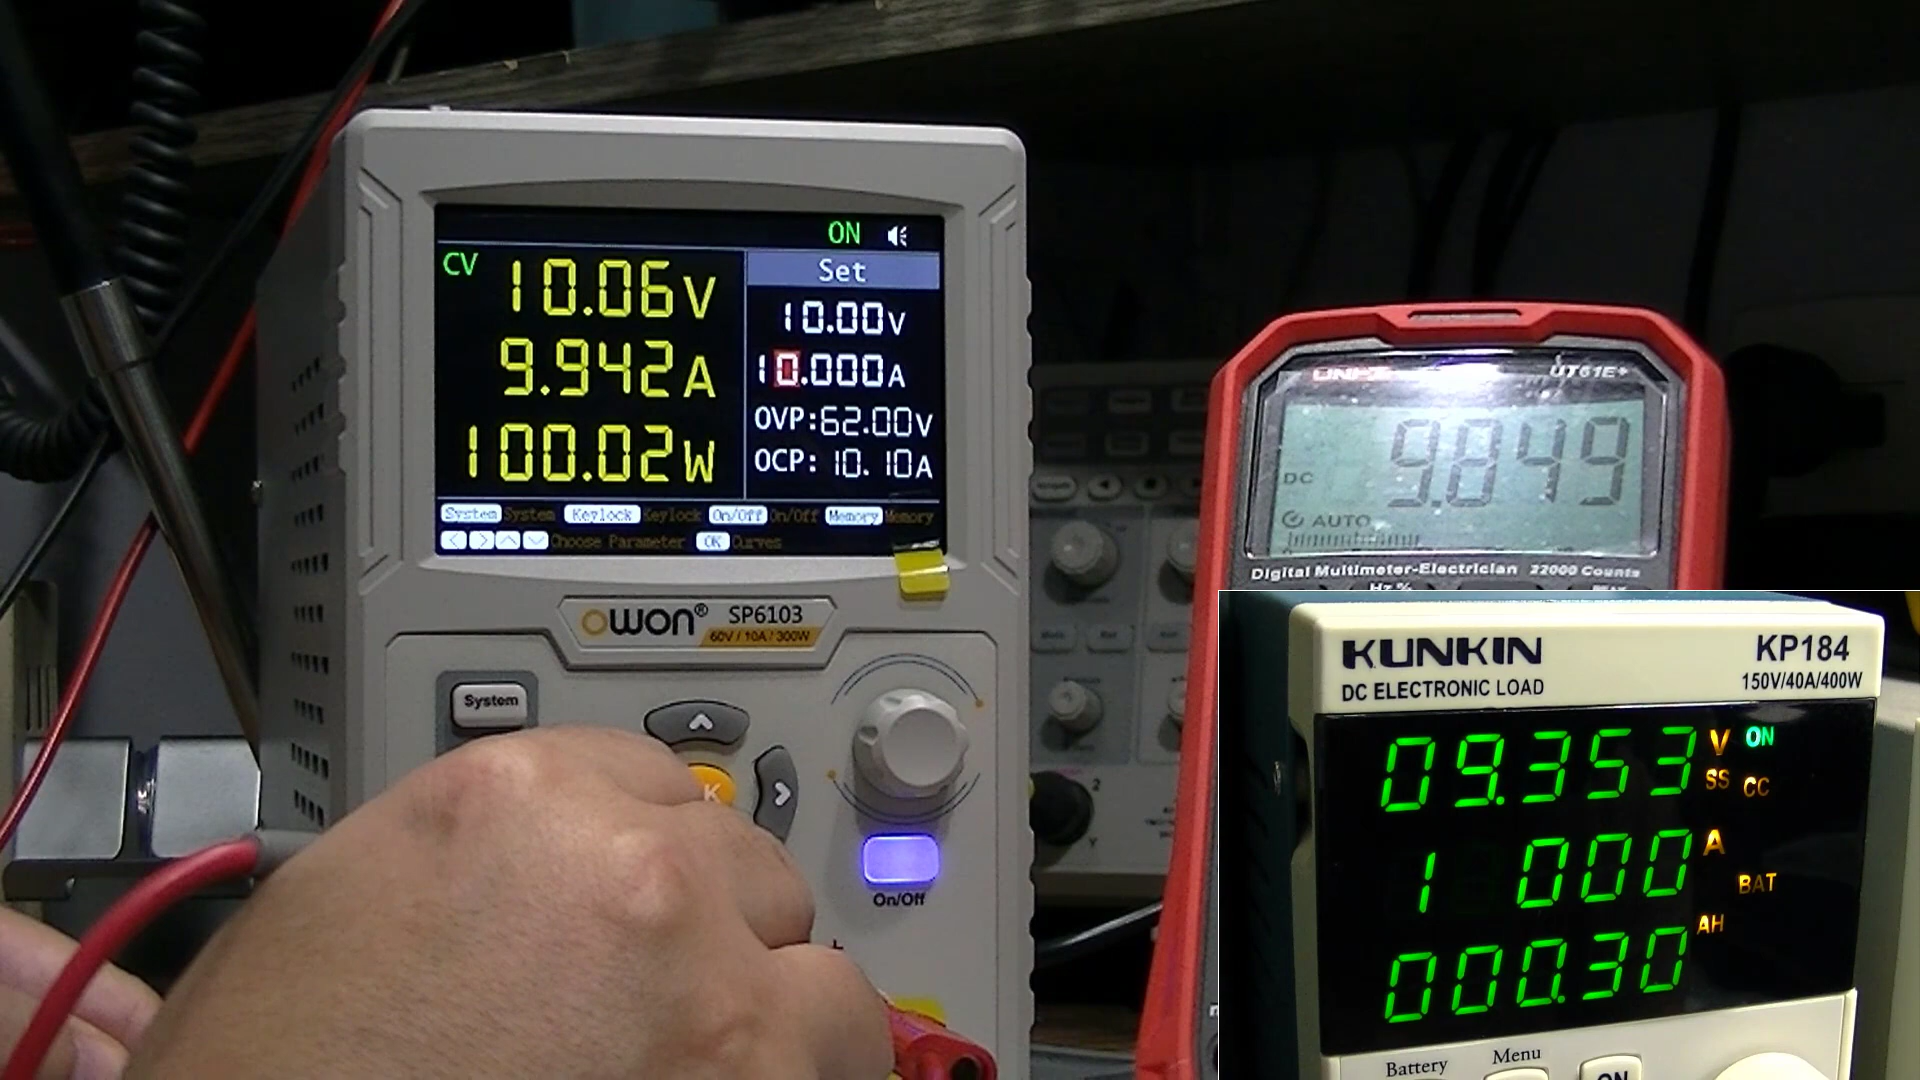 ON
CV 10.06V
9.942A
100.02W
Set
10.00V
10.000A
OVP:62.00V
OCP: 10.10A
System System Keylock Keylock On/Off On/Off Memory Memory
Choose Parameter OK Curves
owon® SP6103
60V / 10A / 300W
System
K
On/Off
+
UNI-T UT61E+
DC
9.849
AUTO
Digital Multimeter-Electrician 22000 Counts
Hz %
KUNKIN KP184
DC ELECTRONIC LOAD 150V/40A/400W
09.353 V ON
SS CC
1 000 A
BAT
000.30 AH
Battery Menu ON